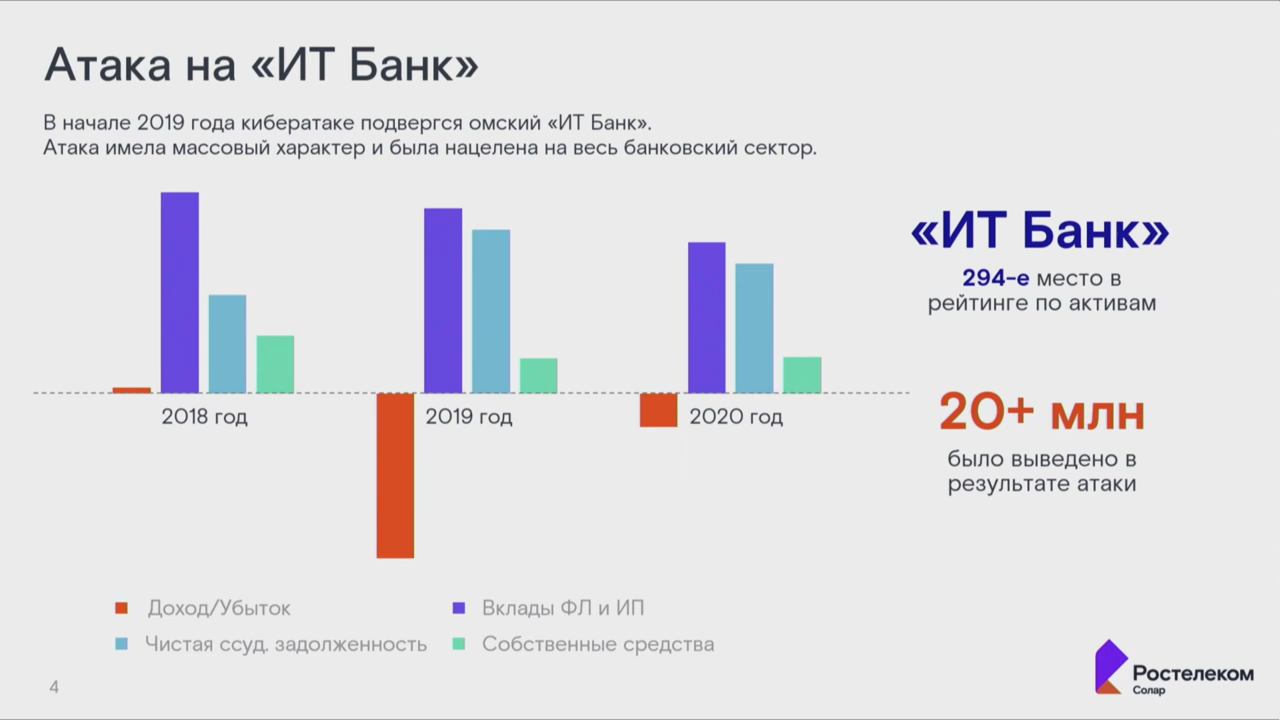 Атака на «ИТ Банк»
В начале 2019 года кибератаке подвергся омский «ИТ Банк».
Атака имела массовый характер и была нацелена на весь банковский сектор.
«ИТ Банк»
294-е место в
рейтинге по активам
2018 год
2019 год
2020 год
20+ млн
было выведено в
результате атаки
Доход/Убыток
Вклады ФЛ и ИП
Чистая ссуд. задолженность
Собственные средства
4
Ростелеком
Солар